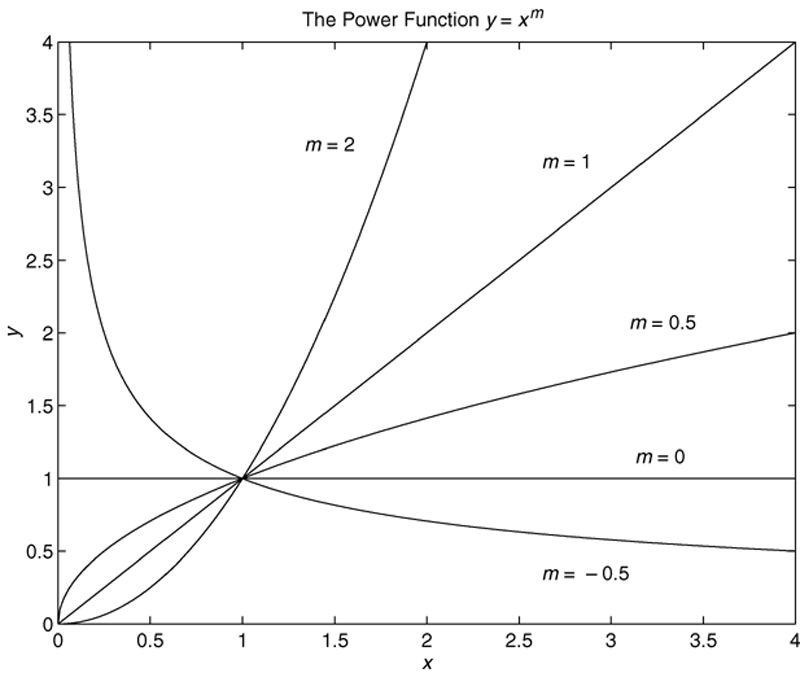 The Power Function y = x^m
4
3.5
3
2.5
2
1.5
1
0.5
0
y
m = 2
m = 1
m = 0.5
m = 0
m = − 0.5
0 0.5 1 1.5 2 2.5 3 3.5 4
x